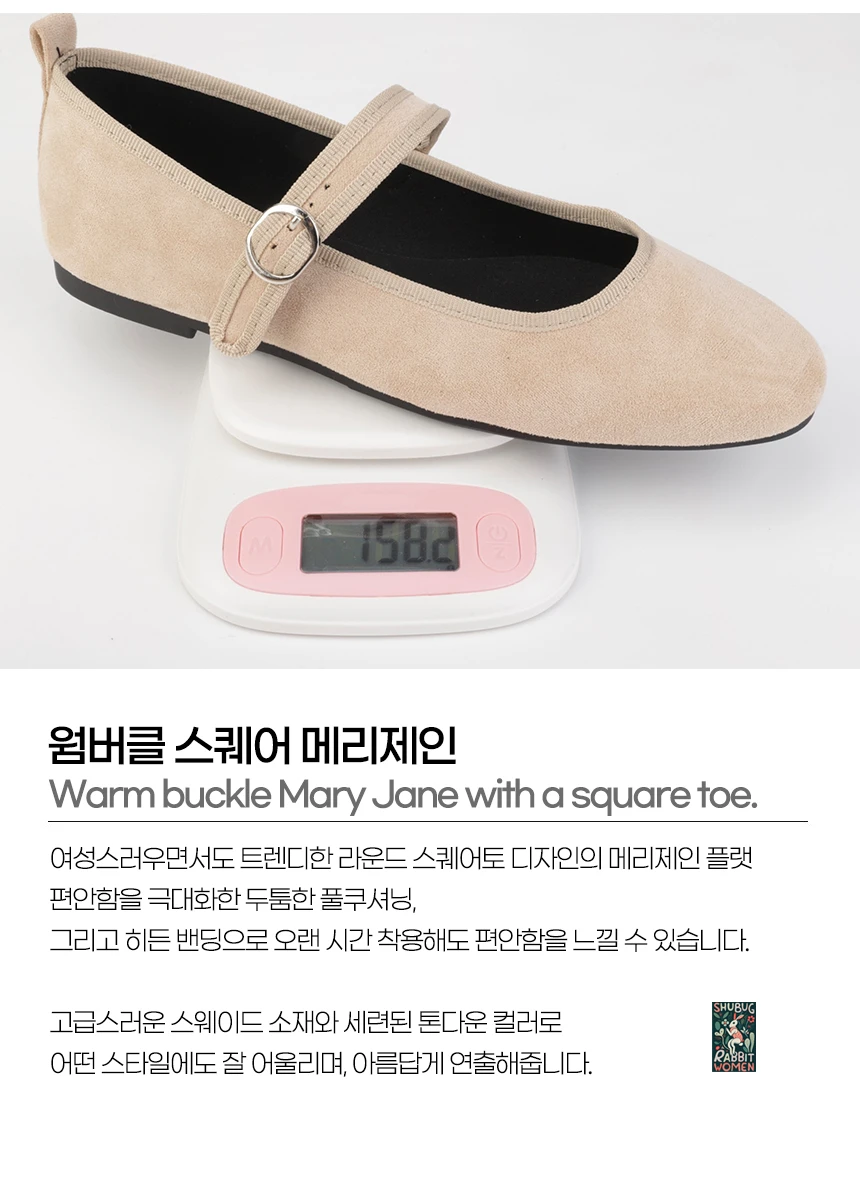 M
158.2
웜버클 스퀘어 메리제인
Warm buckle Mary Jane with a square toe.
여성스러우면서도 트렌디한 라운드 스퀘어토 디자인의 메리제인 플랫
편안함을 극대화한 두툼한 풀쿠셔닝,
그리고 히든 밴딩으로 오랜 시간 착용해도 편안함을 느낄 수 있습니다.
고급스러운 스웨이드 소재와 세련된 톤다운 컬러로
어떤 스타일에도 잘 어울리며, 아름답게 연출해줍니다.
SHUBUG
RABBIT
WOMEN